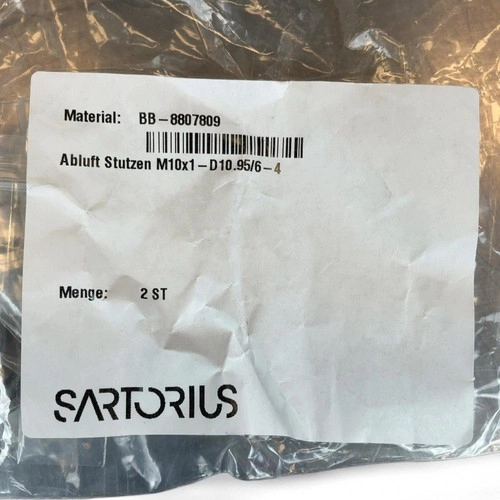 Material: BB-8807809
Abluft Stutzen M10x1-D10.95/6-4
Menge: 2 ST
SARTORIUS